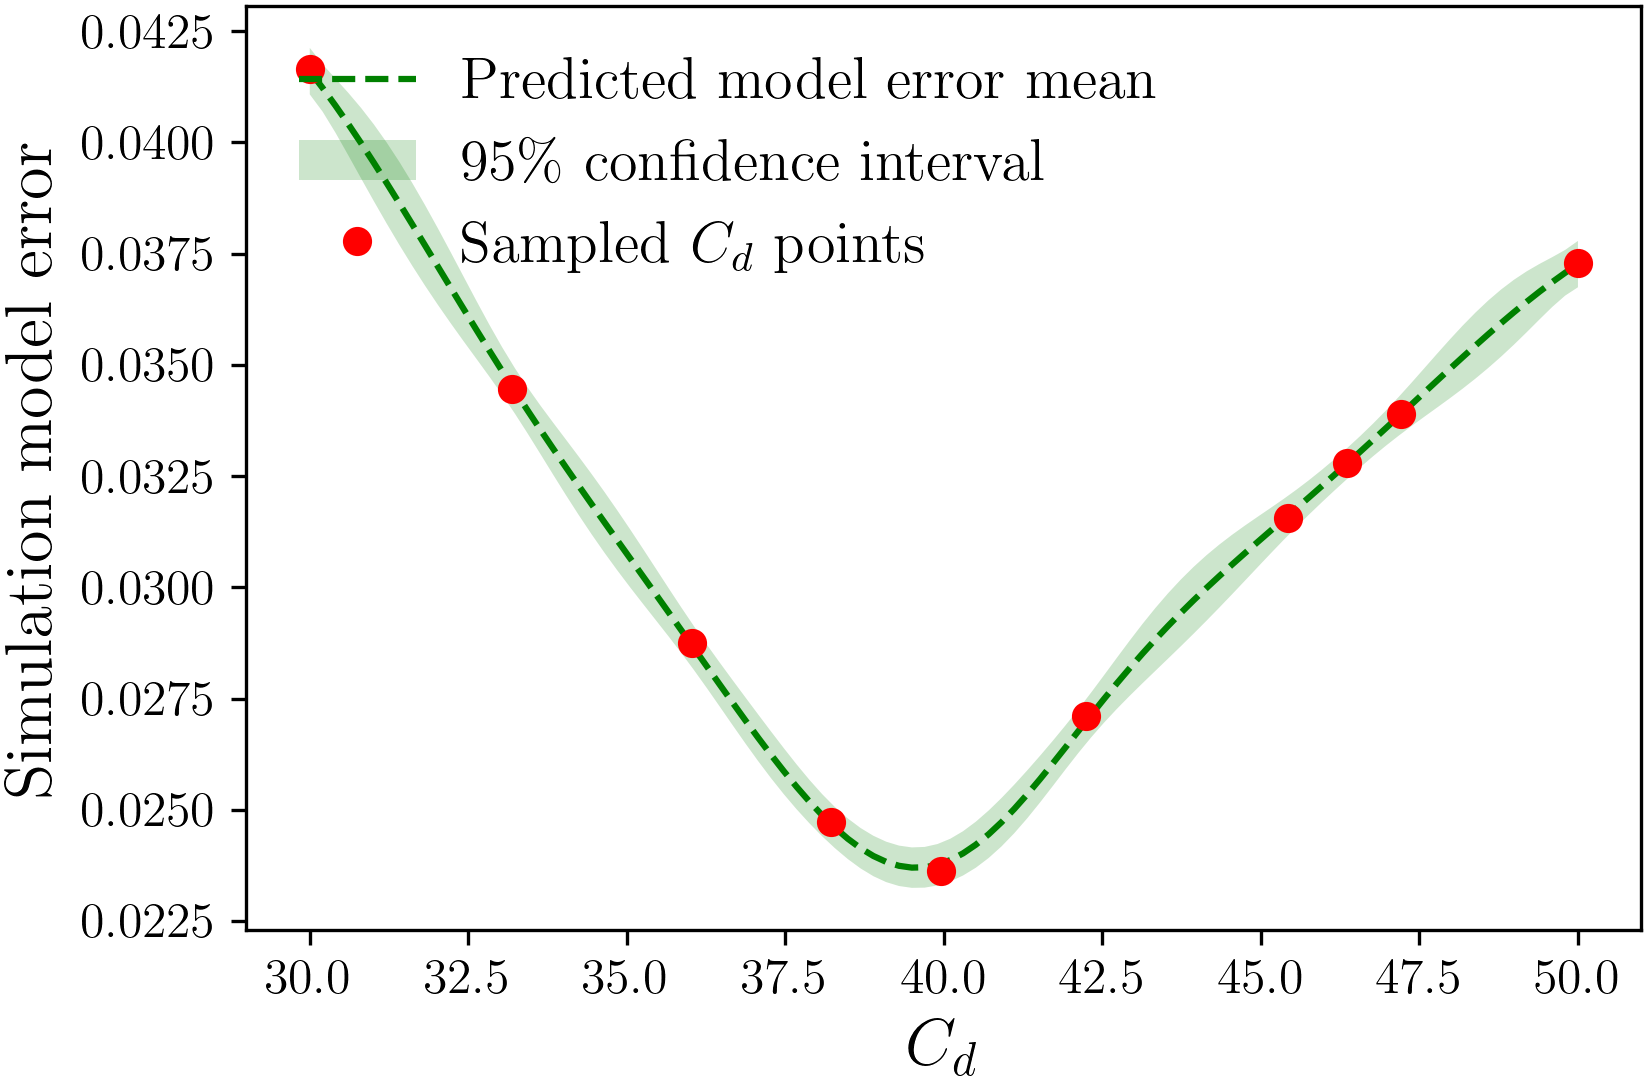 Simulation model error
0.0425
0.0400
0.0375
0.0350
0.0325
0.0300
0.0275
0.0250
0.0225
Predicted model error mean
95% confidence interval
Sampled C_d points
30.0 32.5 35.0 37.5 40.0 42.5 45.0 47.5 50.0
C_d